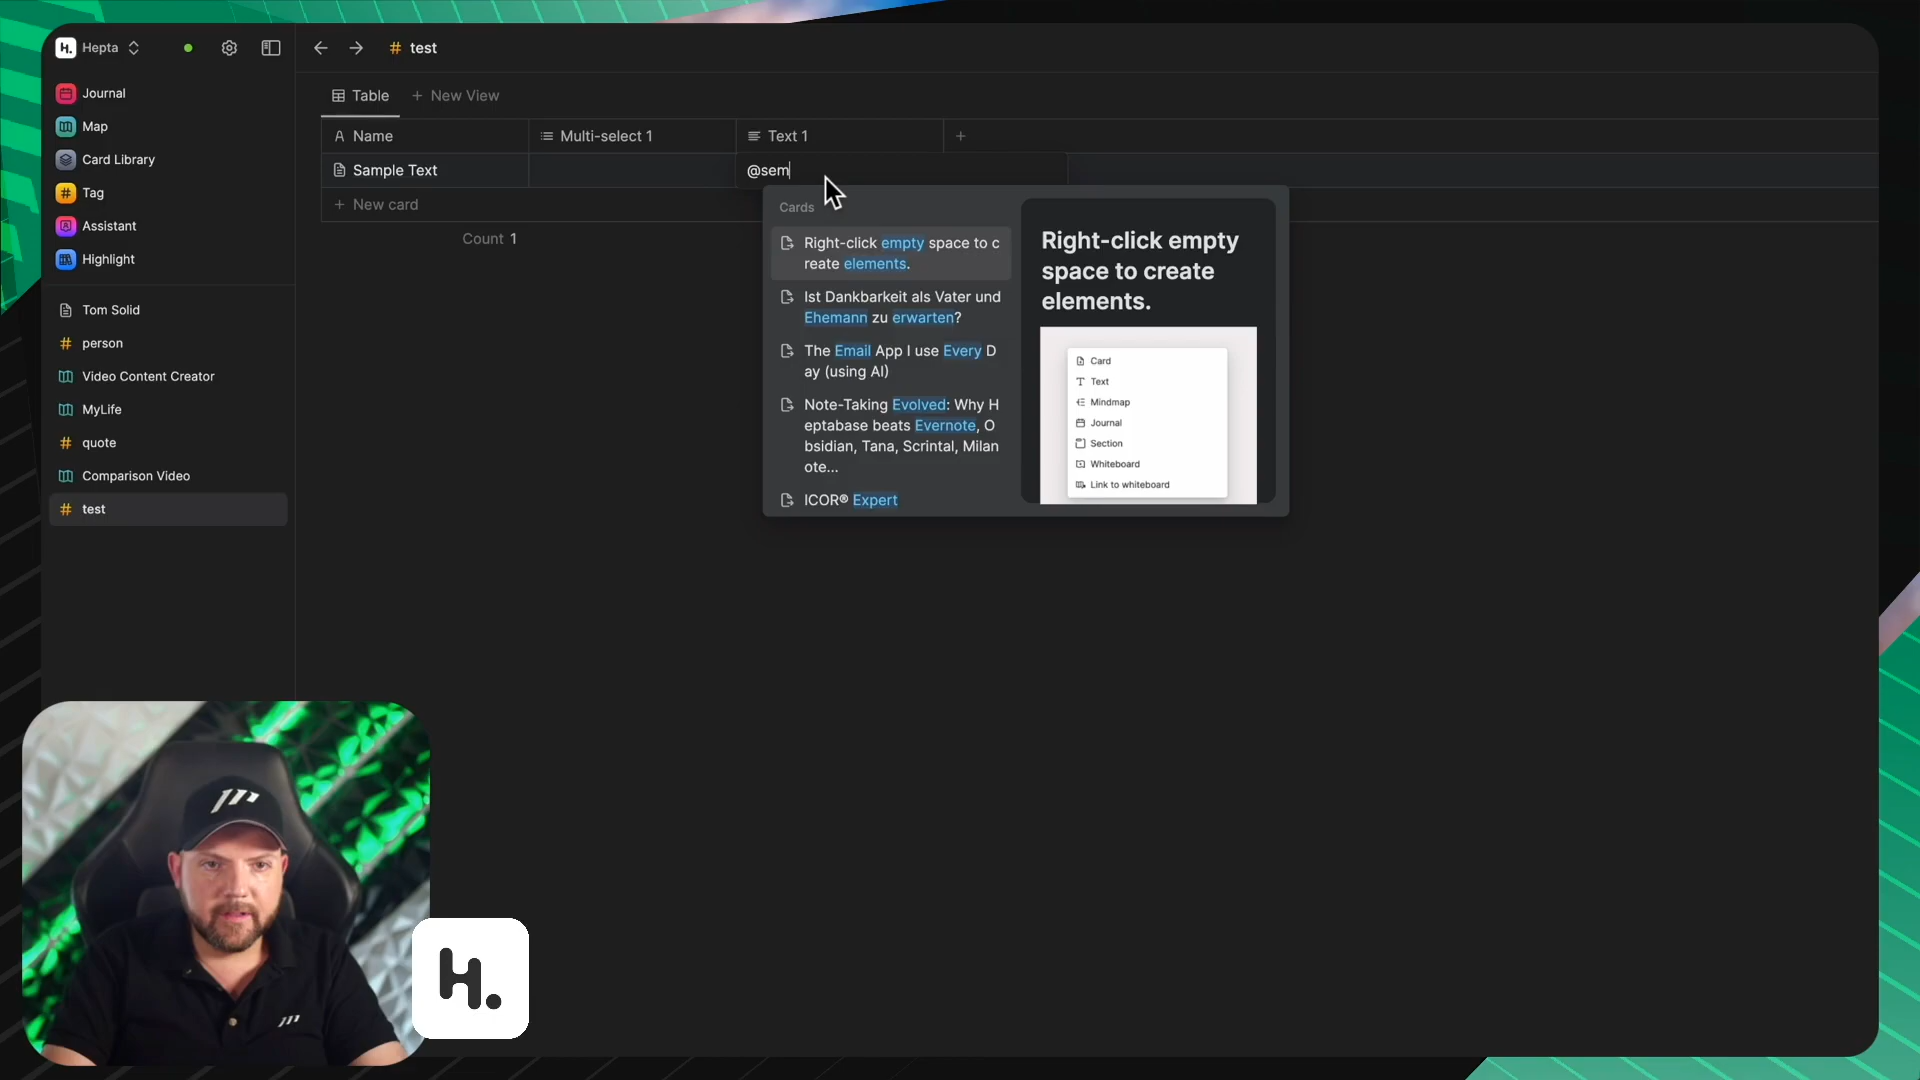 H. Hepta
Journal
Map
Card Library
Tag
Assistant
Highlight
Tom Solid
# person
Video Content Creator
MyLife
# quote
Comparison Video
# test
# test
Table + New View
A Name Multi-select 1 Text 1 +
Sample Text @sem
+ New card
Count 1
Cards
Right-click empty space to c
reate elements.
Ist Dankbarkeit als Vater und
Ehemann zu erwarten?
The Email App I use Every D
ay (using AI)
Note-Taking Evolved: Why H
eptabase beats Evernote, O
bsidian, Tana, Scrintal, Milan
ote...
ICOR® Expert
Right-click empty
space to create
elements.
Card
Text
Mindmap
Journal
Section
Whiteboard
Link to whiteboard
H.